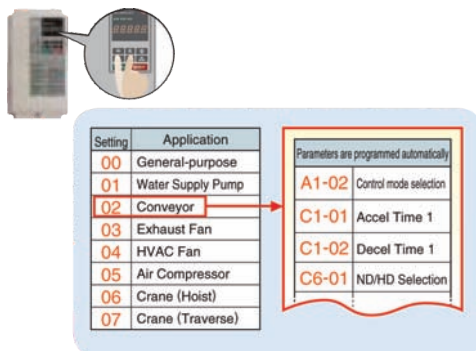 Setting Application
00 General-purpose
01 Water Supply Pump
02 Conveyor
03 Exhaust Fan
04 HVAC Fan
05 Air Compressor
06 Crane (Hoist)
07 Crane (Traverse)
Parameters are programmed automatically
A1-02 Control mode selection
C1-01 Accel Time 1
C1-02 Decel Time 1
C6-01 ND/HD Selection